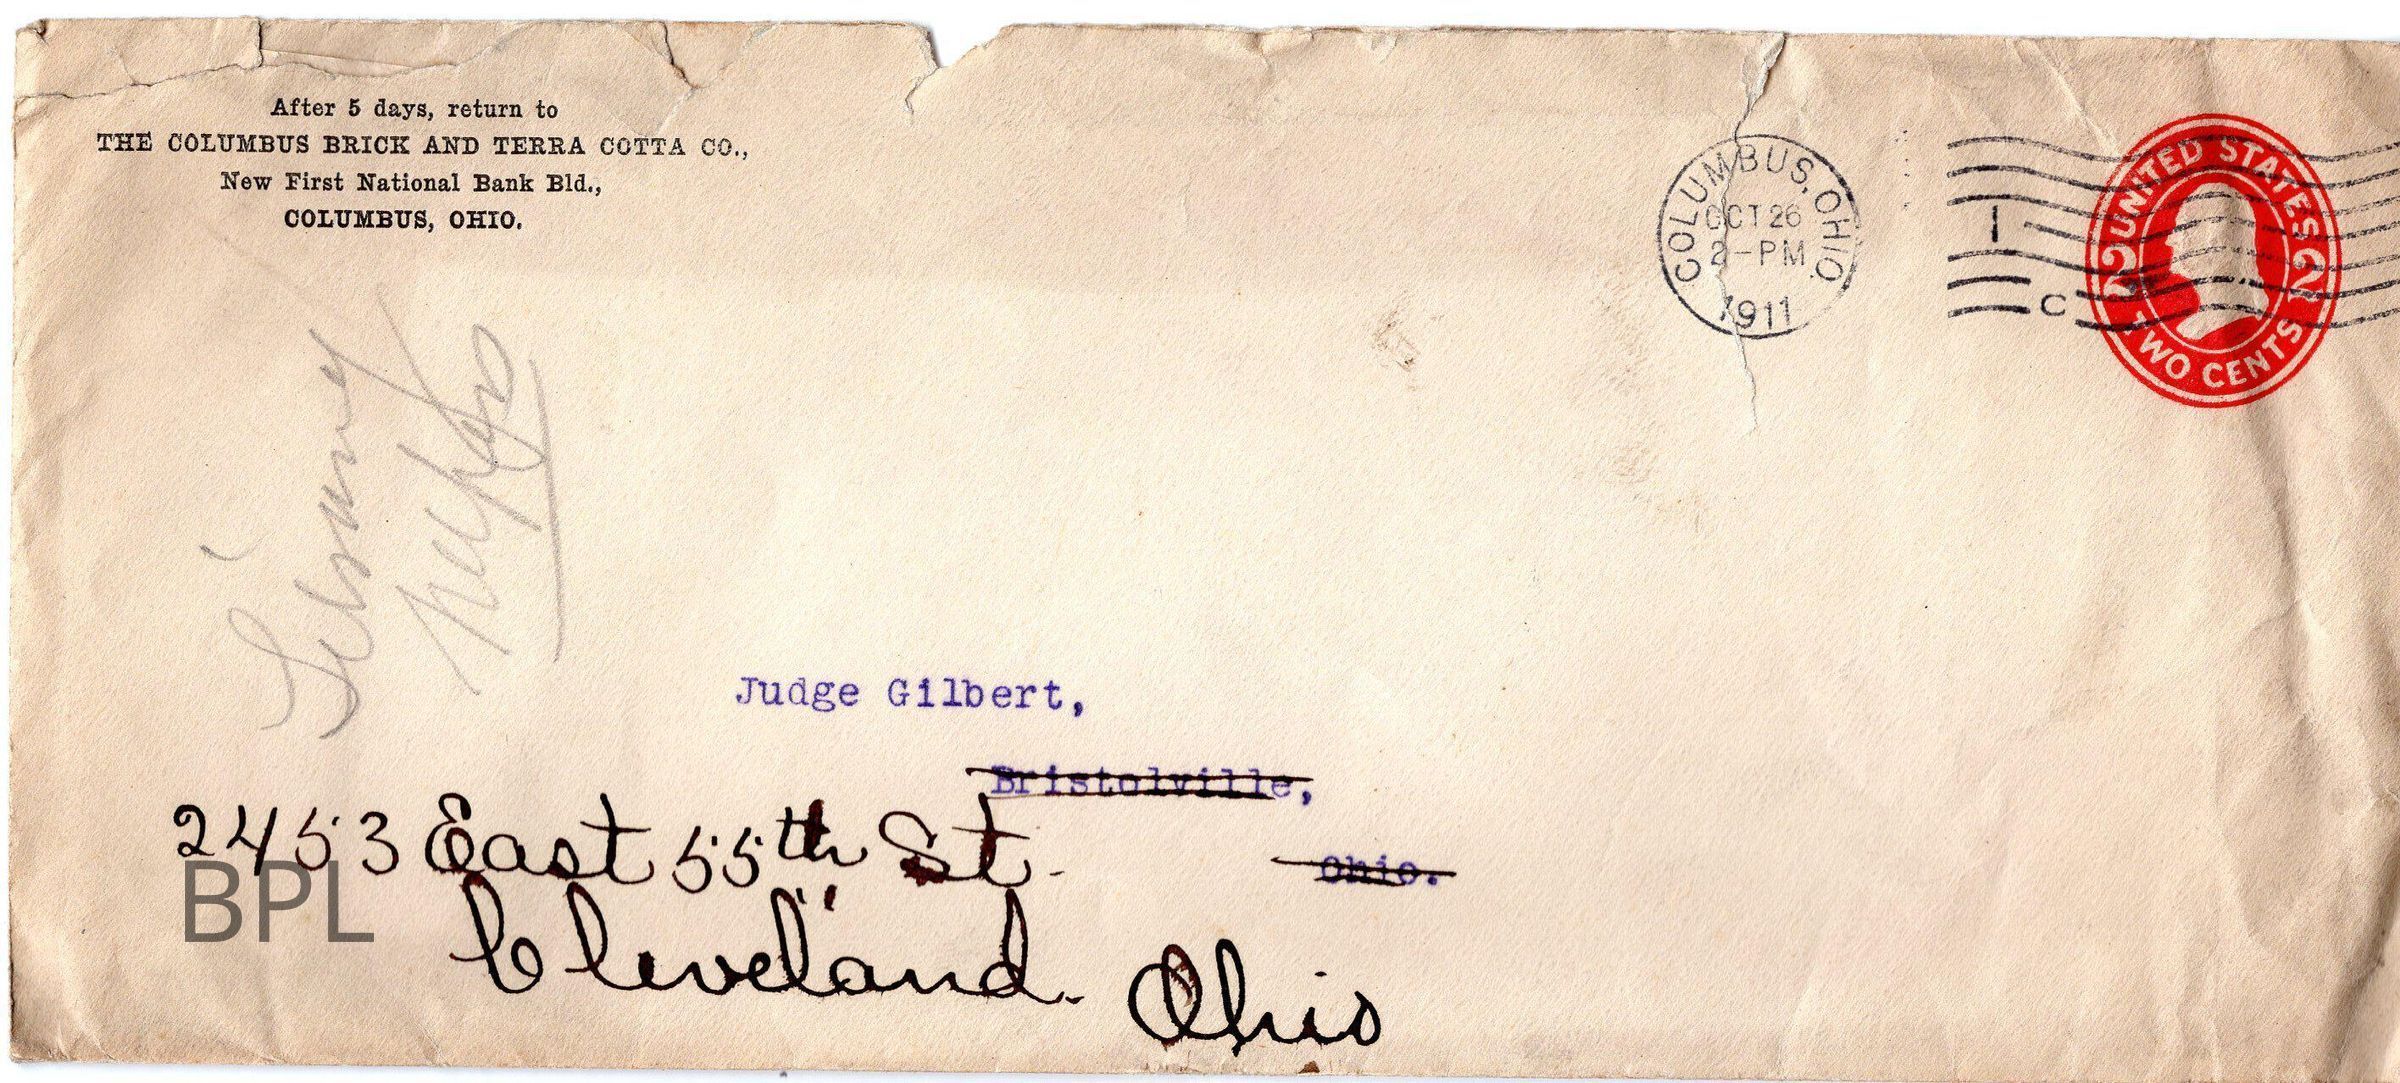 After 5 days, return to
THE COLUMBUS BRICK AND TERRA COTTA CO.,
New First National Bank Bld.,
COLUMBUS, OHIO.
COLUMBUS, OHIO.
OCT 26
2-PM
1911
1
C
UNITED STATES
2 2
TWO CENTS
Judge Gilbert,
Bristolville,
Ohio.
2453 East 55th St.
Cleveland. Ohio
BPL